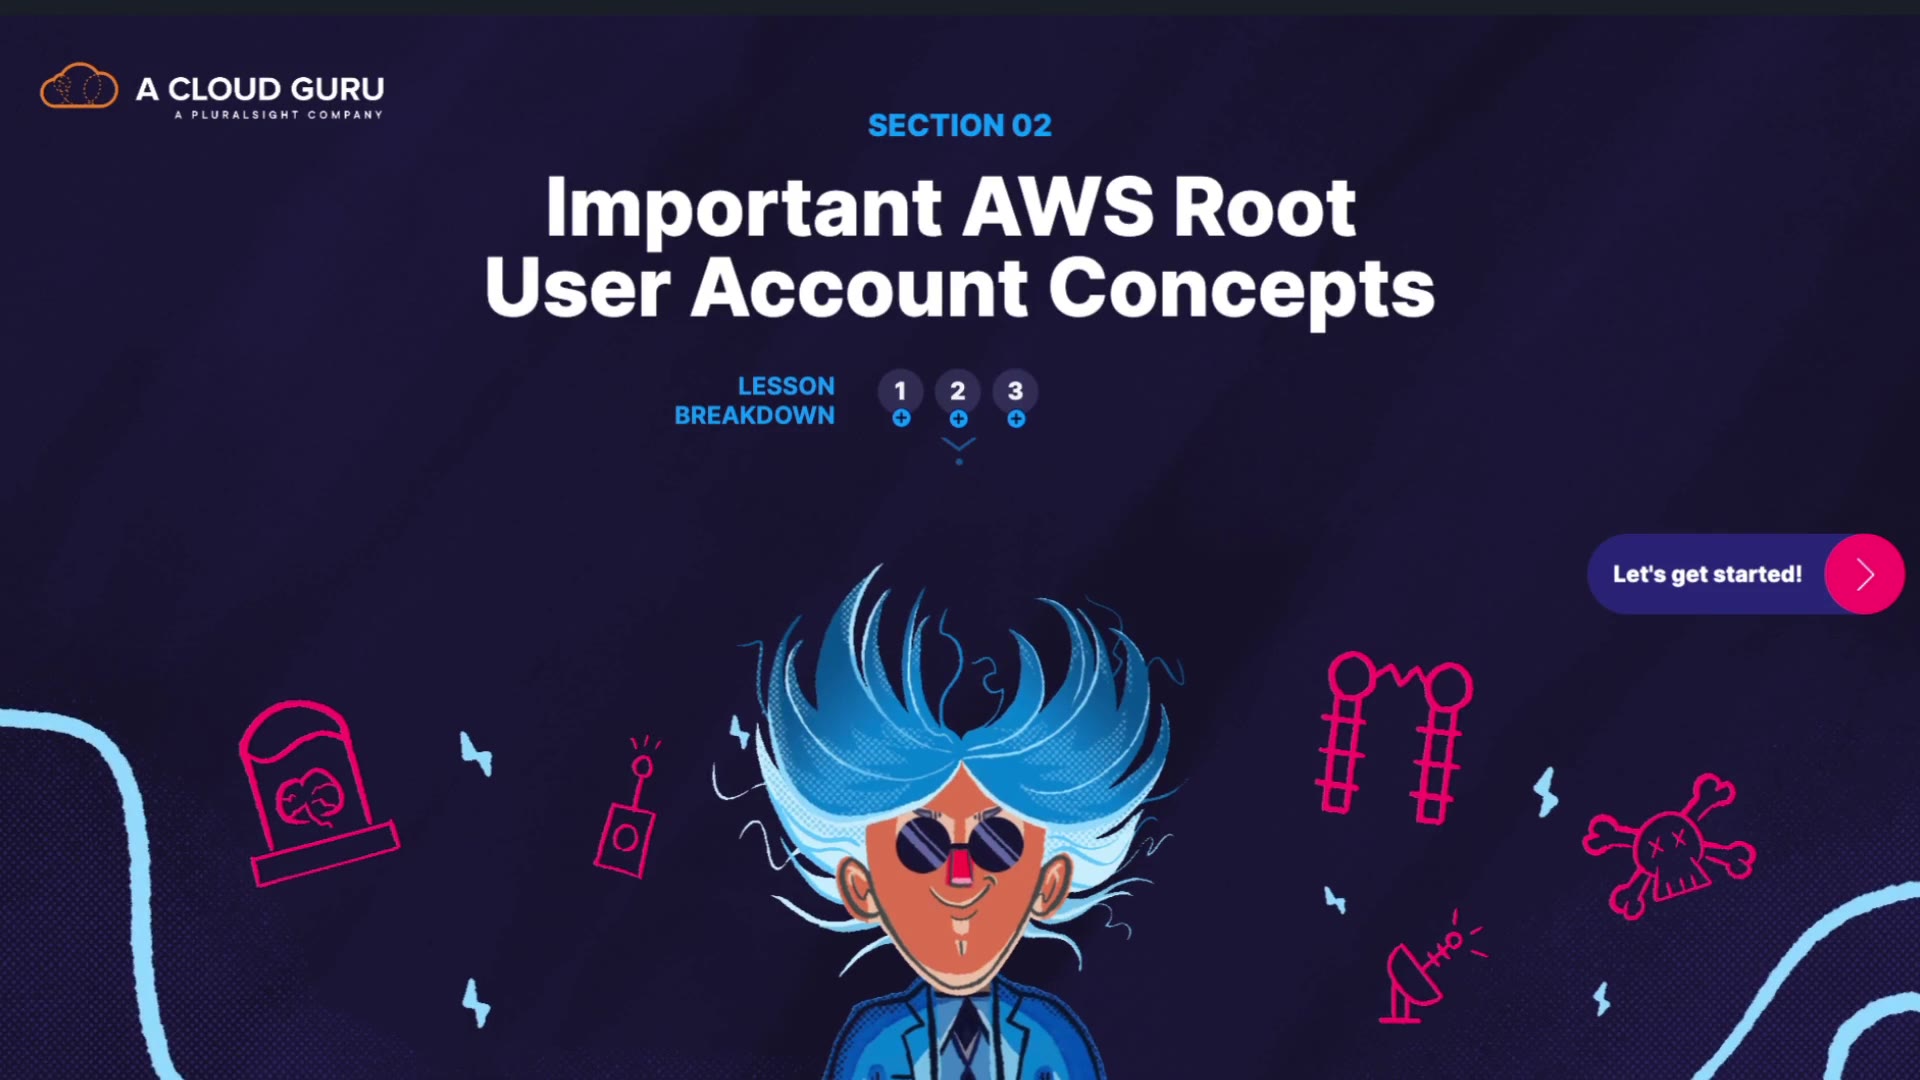 A CLOUD GURU
A PLURALSIGHT COMPANY
SECTION 02
Important AWS Root
User Account Concepts
LESSON
BREAKDOWN
1 2 3
Let's get started!